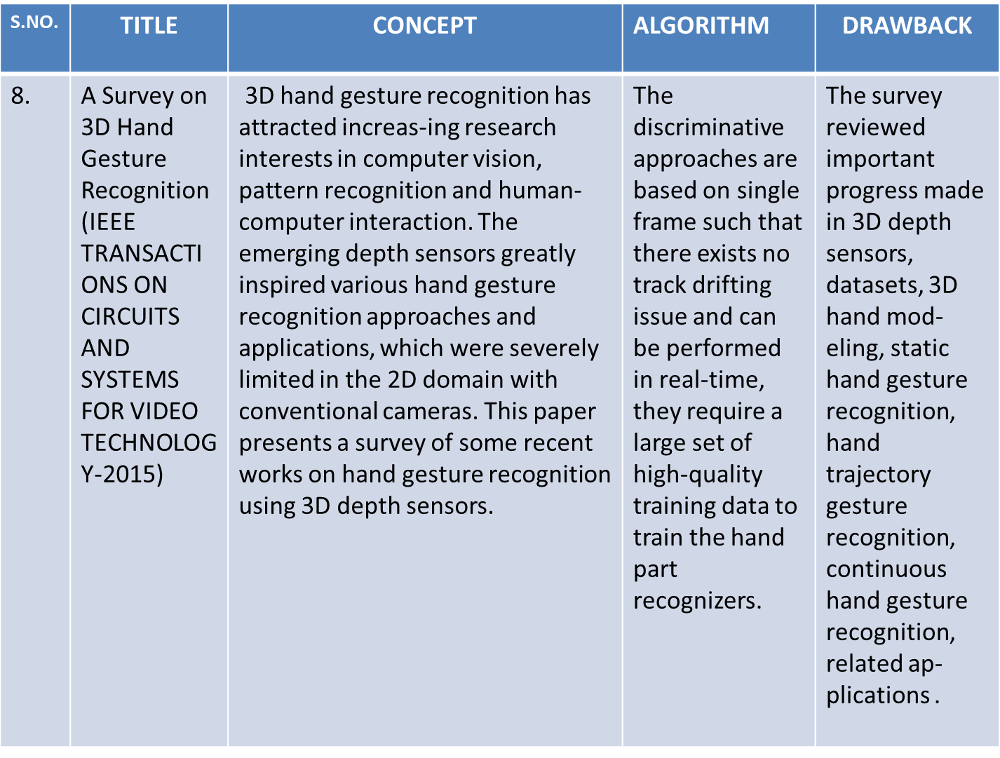 S.NO.
TITLE
CONCEPT
ALGORITHM
DRAWBACK
8.
A Survey on
3D Hand
Gesture
Recognition
(IEEE
TRANSACTI
ONS ON
CIRCUITS
AND
SYSTEMS
FOR VIDEO
TECHNOLOG
Y-2015)
3D hand gesture recognition has
attracted increas-ing research
interests in computer vision,
pattern recognition and human-
computer interaction. The
emerging depth sensors greatly
inspired various hand gesture
recognition approaches and
applications, which were severely
limited in the 2D domain with
conventional cameras. This paper
presents a survey of some recent
works on hand gesture recognition
using 3D depth sensors.
The
discriminative
approaches are
based on single
frame such that
there exists no
track drifting
issue and can
be performed
in real-time,
they require a
large set of
high-quality
training data to
train the hand
part
recognizers.
The survey
reviewed
important
progress made
in 3D depth
sensors,
datasets, 3D
hand mod-
eling, static
hand gesture
recognition,
hand
trajectory
gesture
recognition,
continuous
hand gesture
recognition,
related ap-
plications .